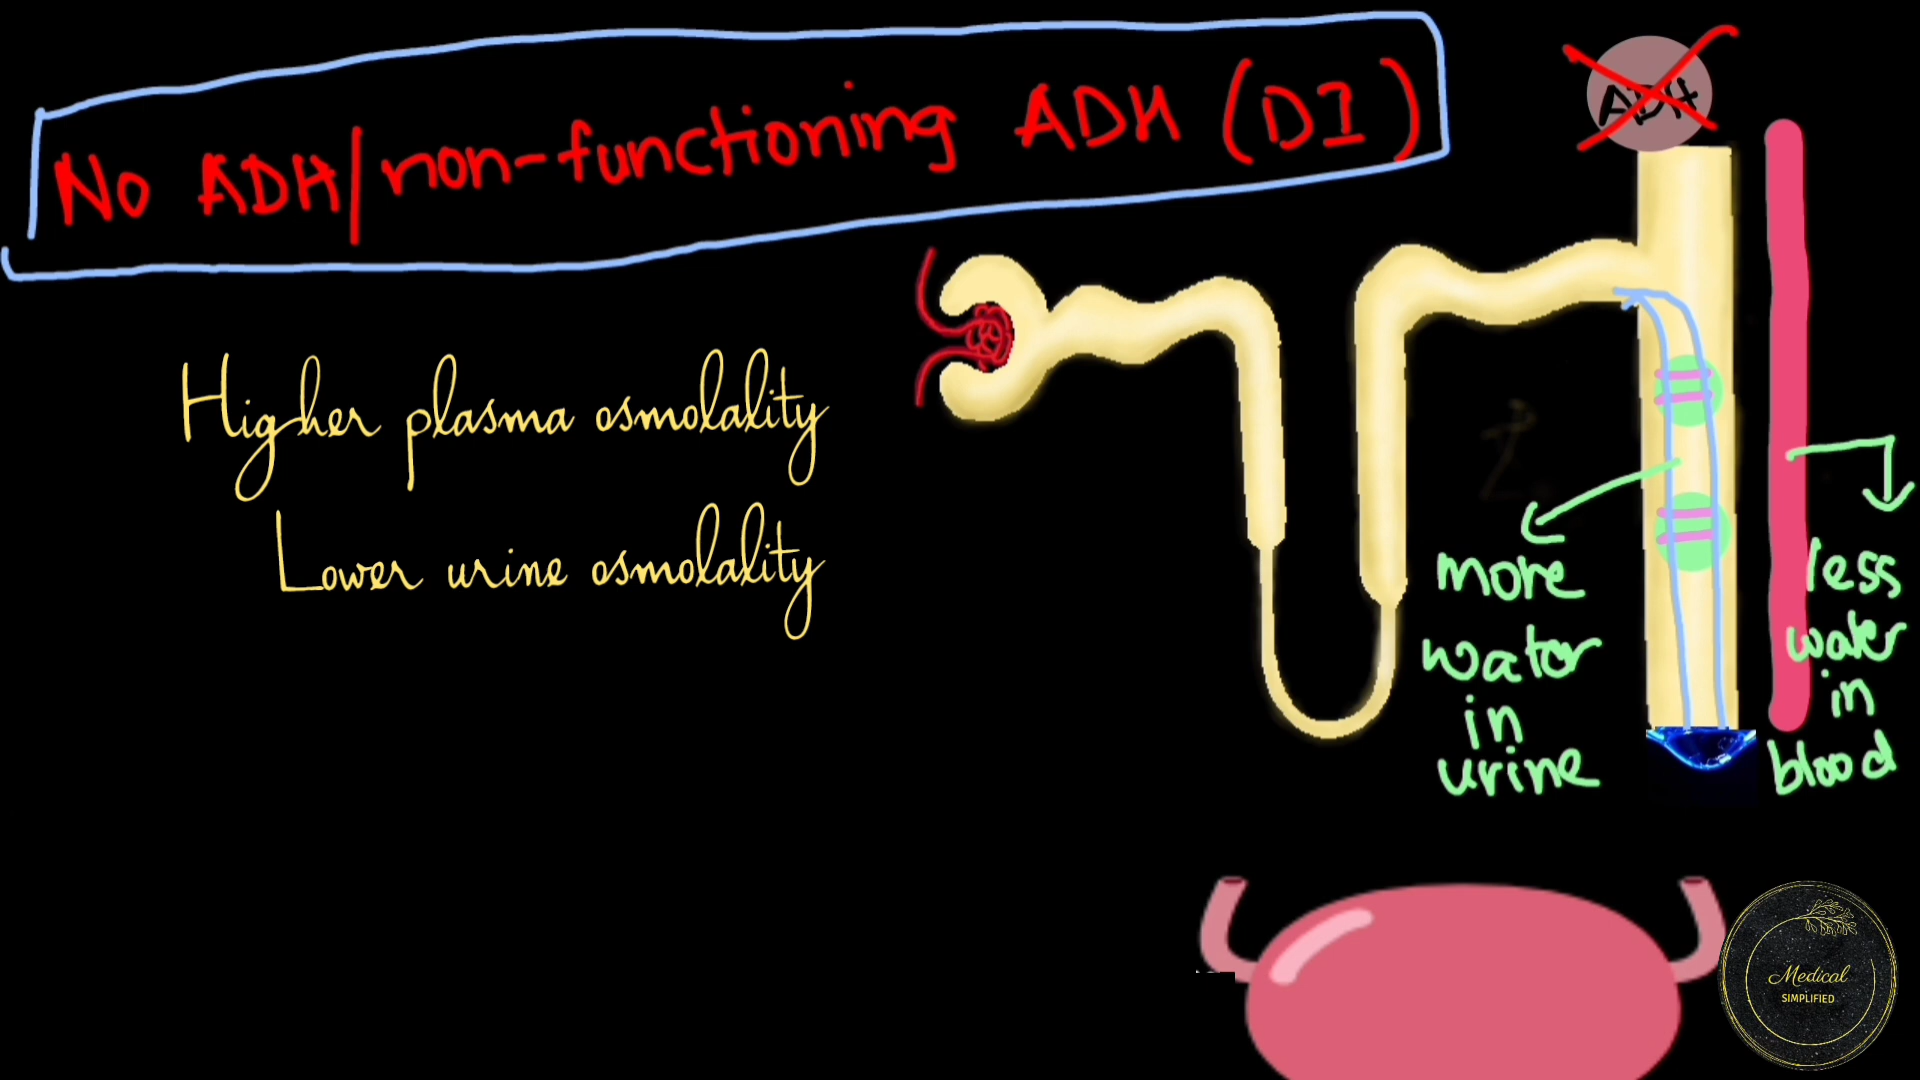 No ADH/non-functioning ADH (DI)
ADH
Higher plasma osmolality
Lower urine osmolality
more
water
in
urine
less
water
in
blood
Medical
SIMPLIFIED